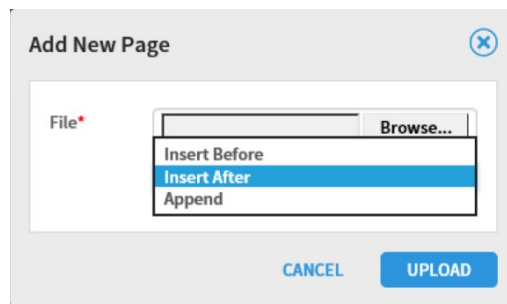 Add New Page
File*
Browse...
Insert Before
Insert After
Append
CANCEL
UPLOAD